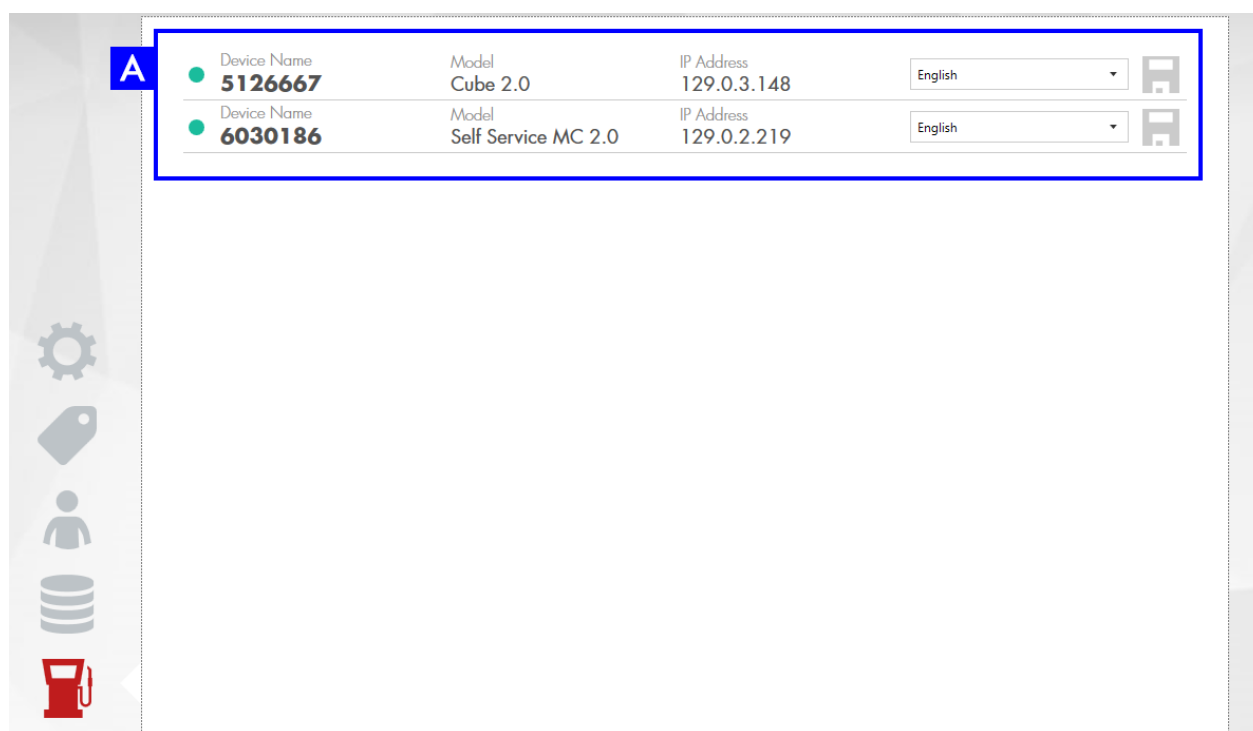 A
Device Name Model IP Address
5126667 Cube 2.0 129.0.3.148 English
Device Name Model IP Address
6030186 Self Service MC 2.0 129.0.2.219 English